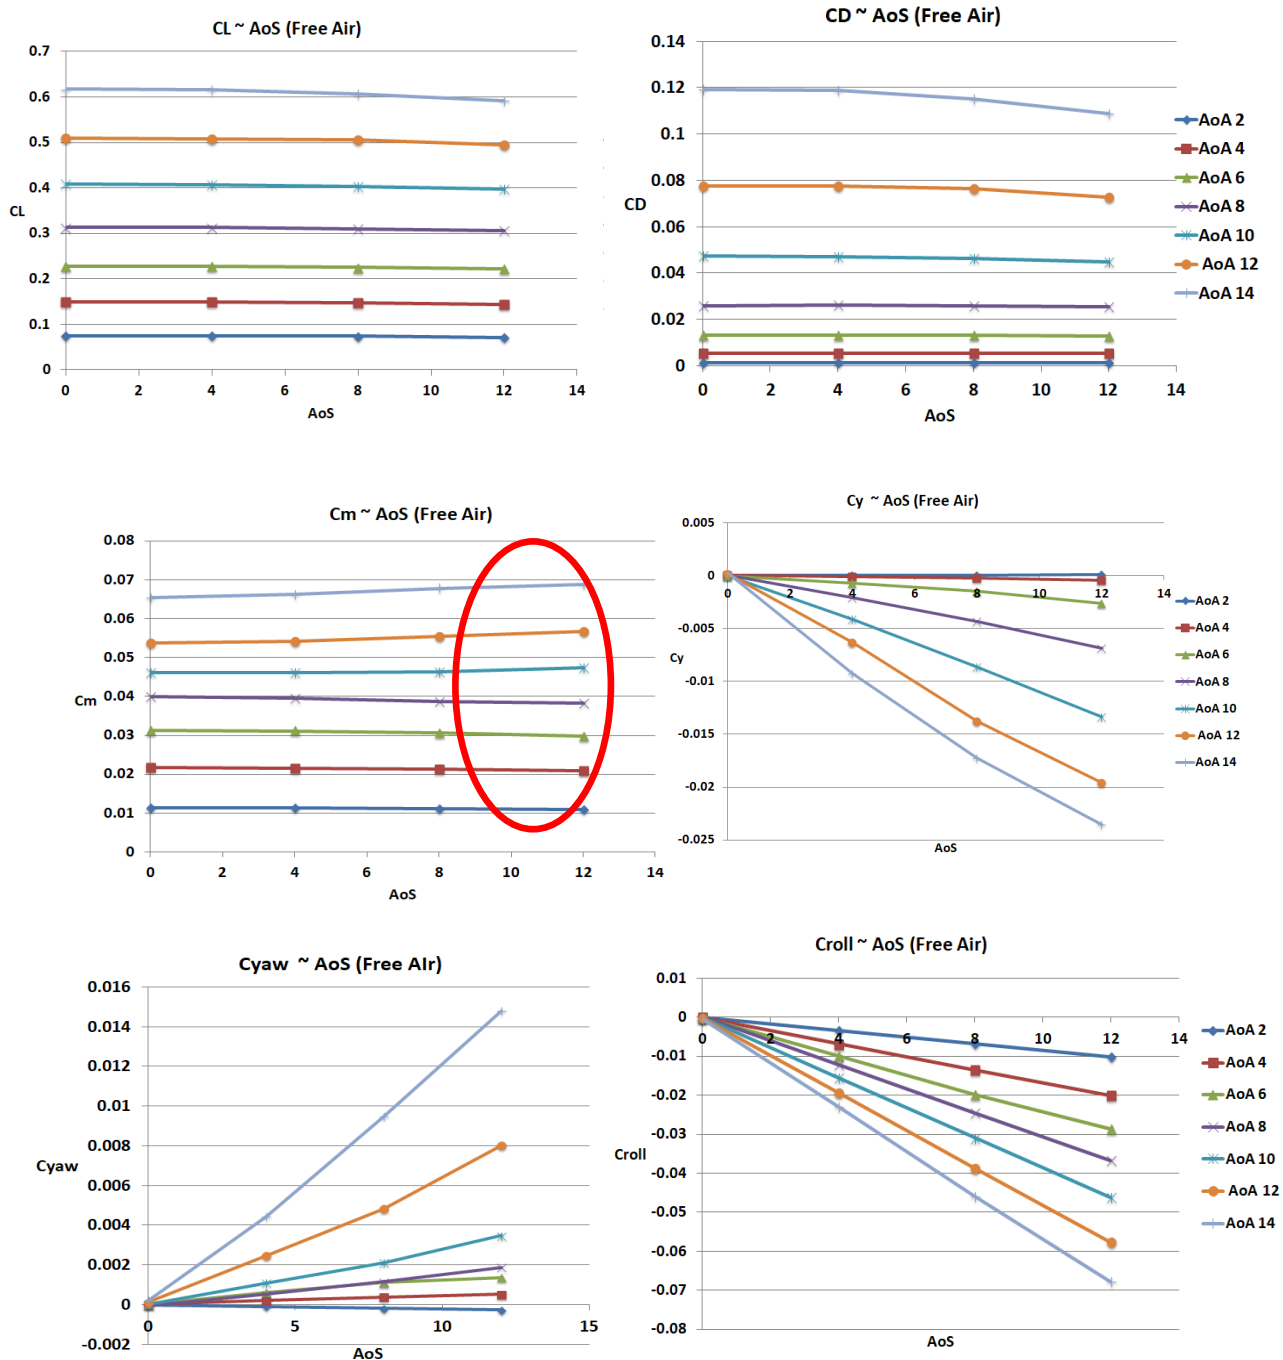 CL ~ AoS (Free Air)
0.7
0.6
0.5
0.4
CL
0.3
0.2
0.1
0
0 2 4 6 8 10 12 14
AoS
CD ~ AoS (Free Air)
0.14
0.12
0.1
0.08
CD
0.06
0.04
0.02
0
0 2 4 6 8 10 12 14
AoS
AoA 2
AoA 4
AoA 6
AoA 8
AoA 10
AoA 12
AoA 14
Cm ~ AoS (Free Air)
0.08
0.07
0.06
0.05
Cm
0.04
0.03
0.02
0.01
0
0 2 4 6 8 10 12 14
AoS
Cy ~ AoS (Free Air)
0.005
0
0 2 4 6 8 10 12 14
-0.005
Cy
-0.01
-0.015
-0.02
-0.025
AoS
AoA 2
AoA 4
AoA 6
AoA 8
AoA 10
AoA 12
AoA 14
Cyaw ~ AoS (Free AIr)
0.016
0.014
0.012
0.01
0.008
Cyaw
0.006
0.004
0.002
0
-0.002
0 5 10 15
AoS
Croll ~ AoS (Free Air)
0.01
0
0 2 4 6 8 10 12 14
-0.01
-0.02
-0.03
Croll
-0.04
-0.05
-0.06
-0.07
-0.08
AoS
AoA 2
AoA 4
AoA 6
AoA 8
AoA 10
AoA 12
AoA 14